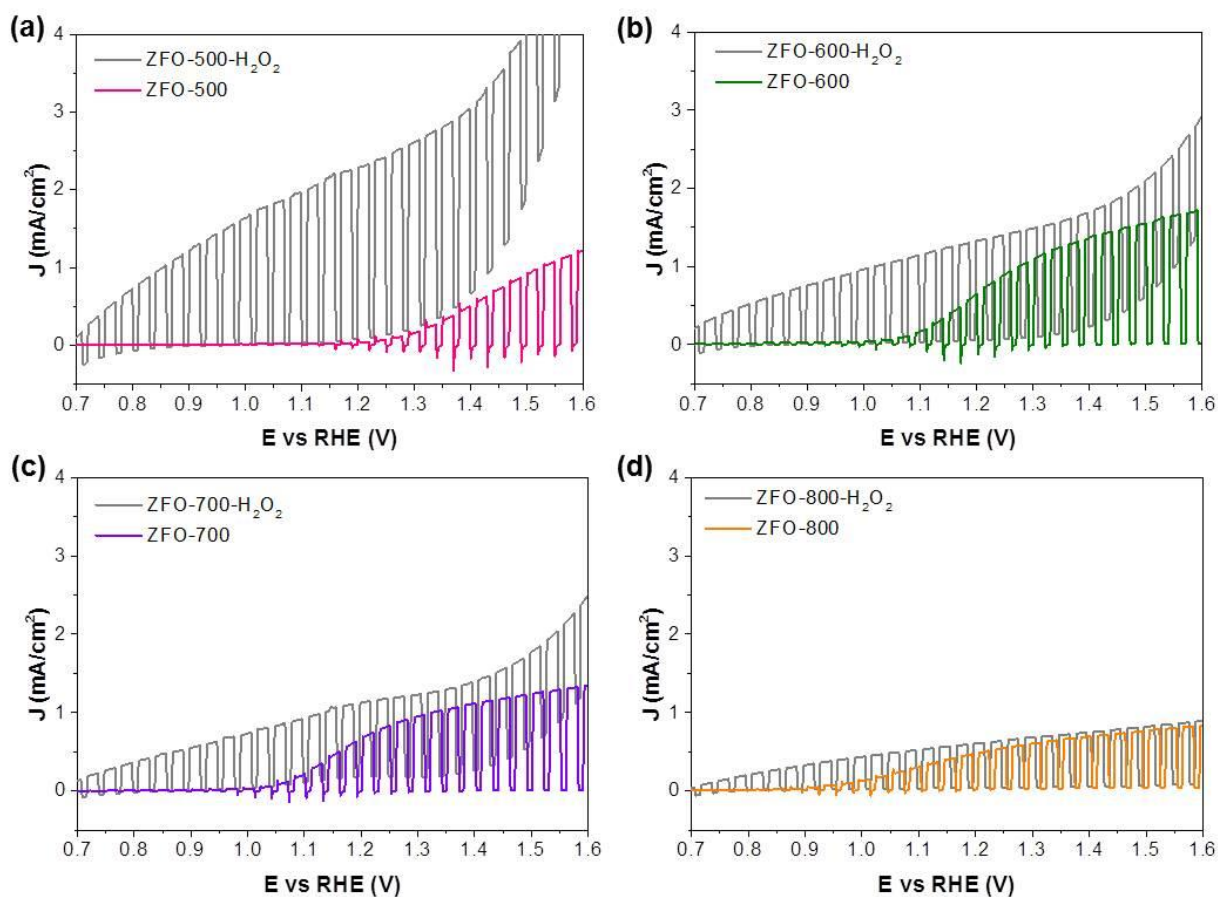 (a)
ZFO-500-H₂O₂
ZFO-500
4
3
2
1
0
J (mA/cm²)
0.7 0.8 0.9 1.0 1.1 1.2 1.3 1.4 1.5 1.6
E vs RHE (V)
(b)
ZFO-600-H₂O₂
ZFO-600
4
3
2
1
0
J (mA/cm²)
0.7 0.8 0.9 1.0 1.1 1.2 1.3 1.4 1.5 1.6
E vs RHE (V)
(c)
ZFO-700-H₂O₂
ZFO-700
4
3
2
1
0
J (mA/cm²)
0.7 0.8 0.9 1.0 1.1 1.2 1.3 1.4 1.5 1.6
E vs RHE (V)
(d)
ZFO-800-H₂O₂
ZFO-800
4
3
2
1
0
J (mA/cm²)
0.7 0.8 0.9 1.0 1.1 1.2 1.3 1.4 1.5 1.6
E vs RHE (V)